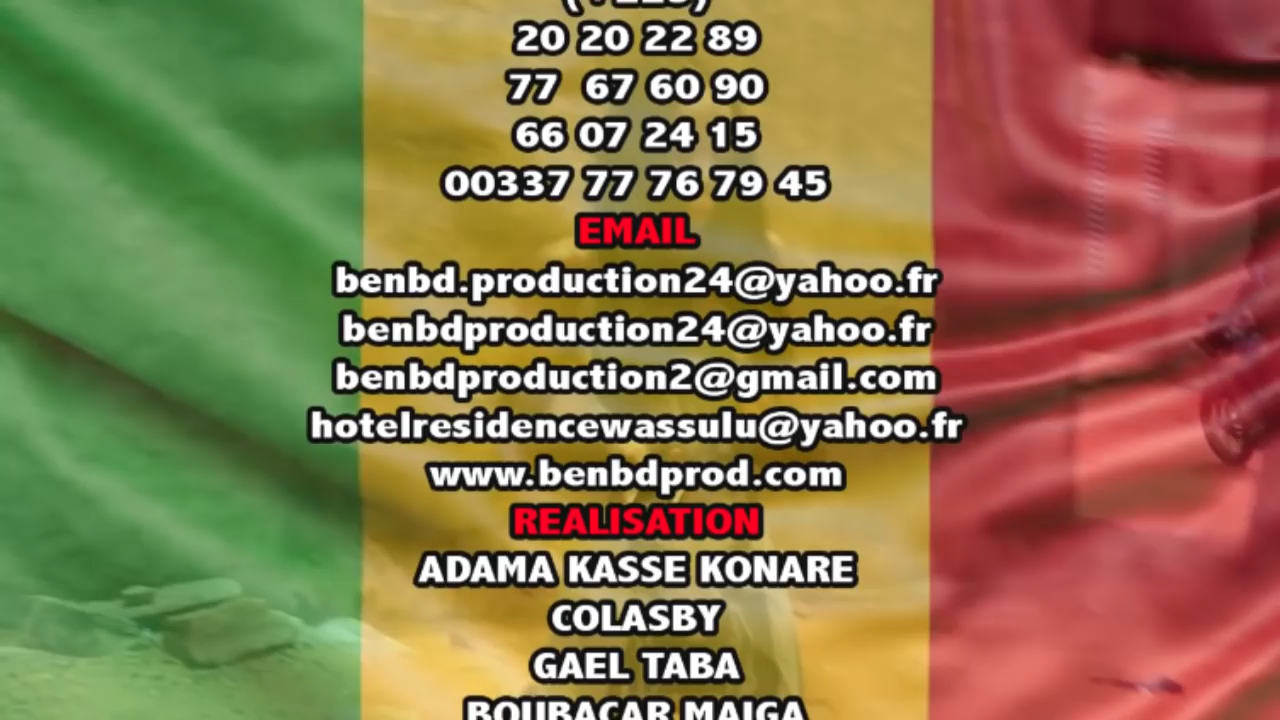 20 20 22 89
77 67 60 90
66 07 24 15
00337 77 76 79 45
EMAIL
benbd.production24@yahoo.fr
benbdproduction24@yahoo.fr
benbdproduction2@gmail.com
hotelresidencewassulu@yahoo.fr
www.benbdprod.com
REALISATION
ADAMA KASSE KONARE
COLASBY
GAEL TABA
BOUBACAR MAIGA